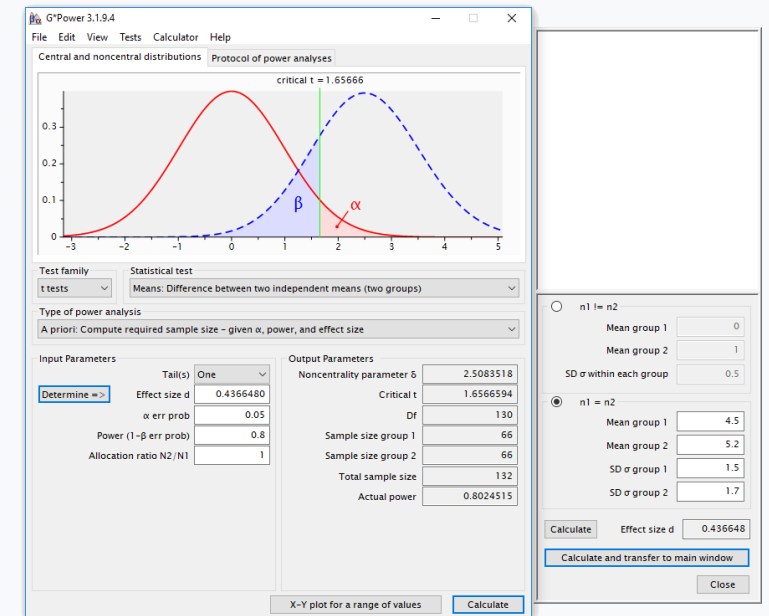 G*Power 3.1.9.4
File Edit View Tests Calculator Help
Central and noncentral distributions Protocol of power analyses
critical t = 1.65666
0.3
0.2
0.1
0
β α
-3 -2 -1 0 1 2 3 4 5
Test family Statistical test
t tests Means: Difference between two independent means (two groups)
Type of power analysis
A priori: Compute required sample size - given α, power, and effect size
Input Parameters Output Parameters
Tail(s) One Noncentrality parameter δ 2.5083518
Determine => Effect size d 0.4366480 Critical t 1.6566594
α err prob 0.05 Df 130
Power (1-β err prob) 0.8 Sample size group 1 66
Allocation ratio N2/N1 1 Sample size group 2 66
Total sample size 132
Actual power 0.8024515
X-Y plot for a range of values Calculate
n1 != n2
Mean group 1 0
Mean group 2 1
SD σ within each group 0.5
n1 = n2
Mean group 1 4.5
Mean group 2 5.2
SD σ group 1 1.5
SD σ group 2 1.7
Calculate Effect size d 0.436648
Calculate and transfer to main window
Close